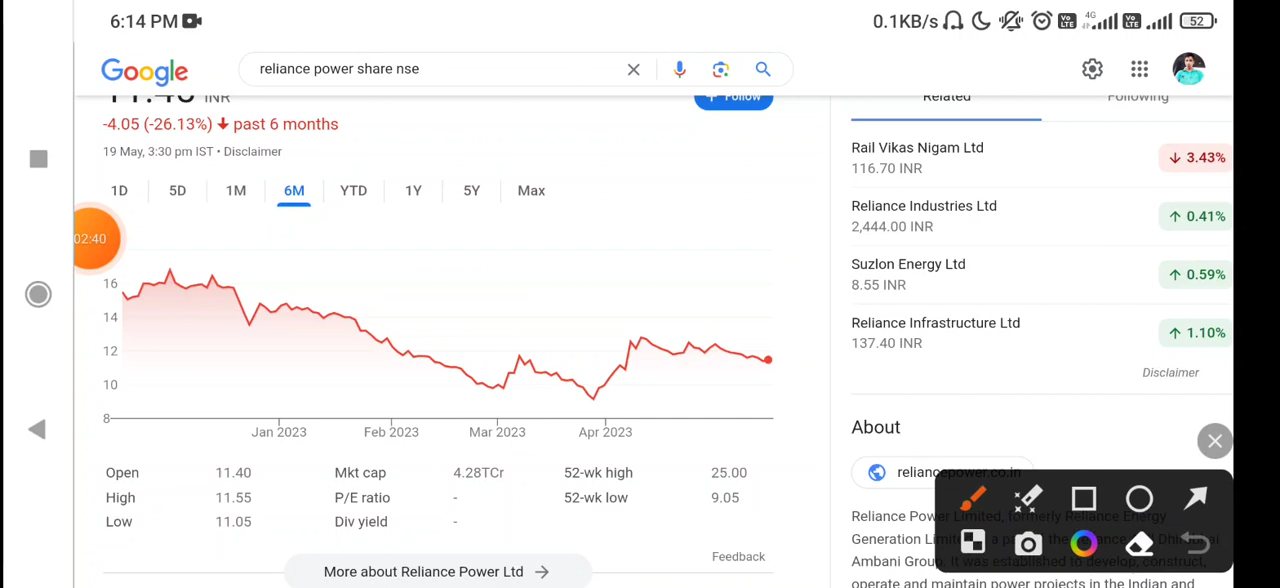 6:14 PM
0.1KB/s
4G
Vo LTE
Vo LTE
52
Google
reliance power share nse
INR
Follow
-4.05 (-26.13%) past 6 months
19 May, 3:30 pm IST • Disclaimer
1D
5D
1M
6M
YTD
1Y
5Y
Max
02:40
16
14
12
10
8
Jan 2023
Feb 2023
Mar 2023
Apr 2023
Open 11.40
Mkt cap 4.28TCr
52-wk high 25.00
High 11.55
P/E ratio -
52-wk low 9.05
Low 11.05
Div yield -
Feedback
More about Reliance Power Ltd
Related
Following
Rail Vikas Nigam Ltd
116.70 INR
3.43%
Reliance Industries Ltd
2,444.00 INR
0.41%
Suzlon Energy Ltd
8.55 INR
0.59%
Reliance Infrastructure Ltd
137.40 INR
1.10%
Disclaimer
About
reliancepower.co.in
Reliance Power Limited, formerly Reliance Energy
Generation Limited
Ambani Group. It was established to develop, construct,
operate and maintain power projects in the Indian and